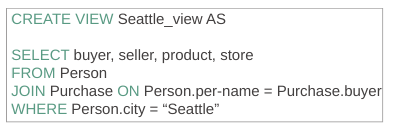 CREATE VIEW Seattle_view AS
SELECT buyer, seller, product, store
FROM Person
JOIN Purchase ON Person.per-name = Purchase.buyer
WHERE Person.city = “Seattle”